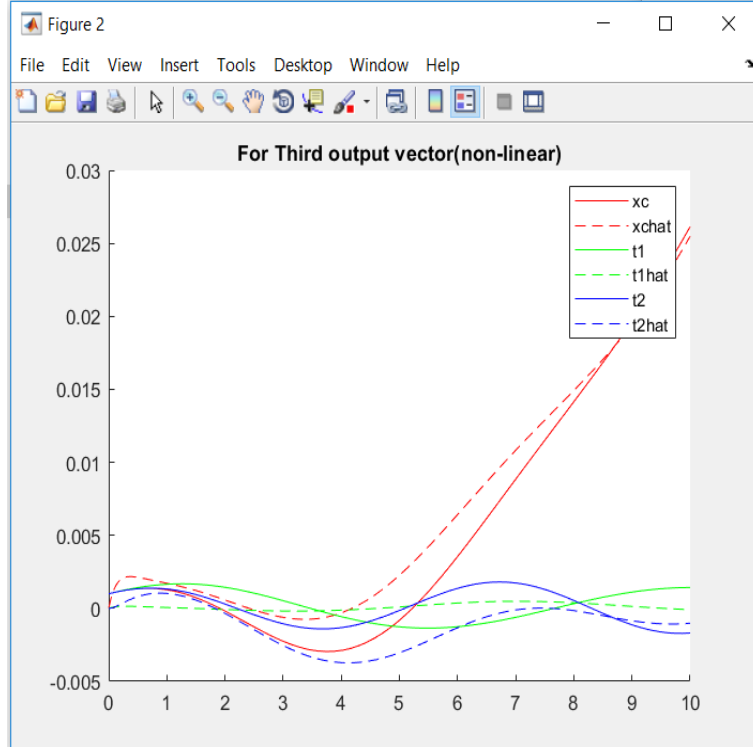 Figure 2
File Edit View Insert Tools Desktop Window Help
For Third output vector(non-linear)
0.03
0.025
0.02
0.015
0.01
0.005
0
-0.005
0 1 2 3 4 5 6 7 8 9 10
xc
xchat
t1
t1hat
t2
t2hat